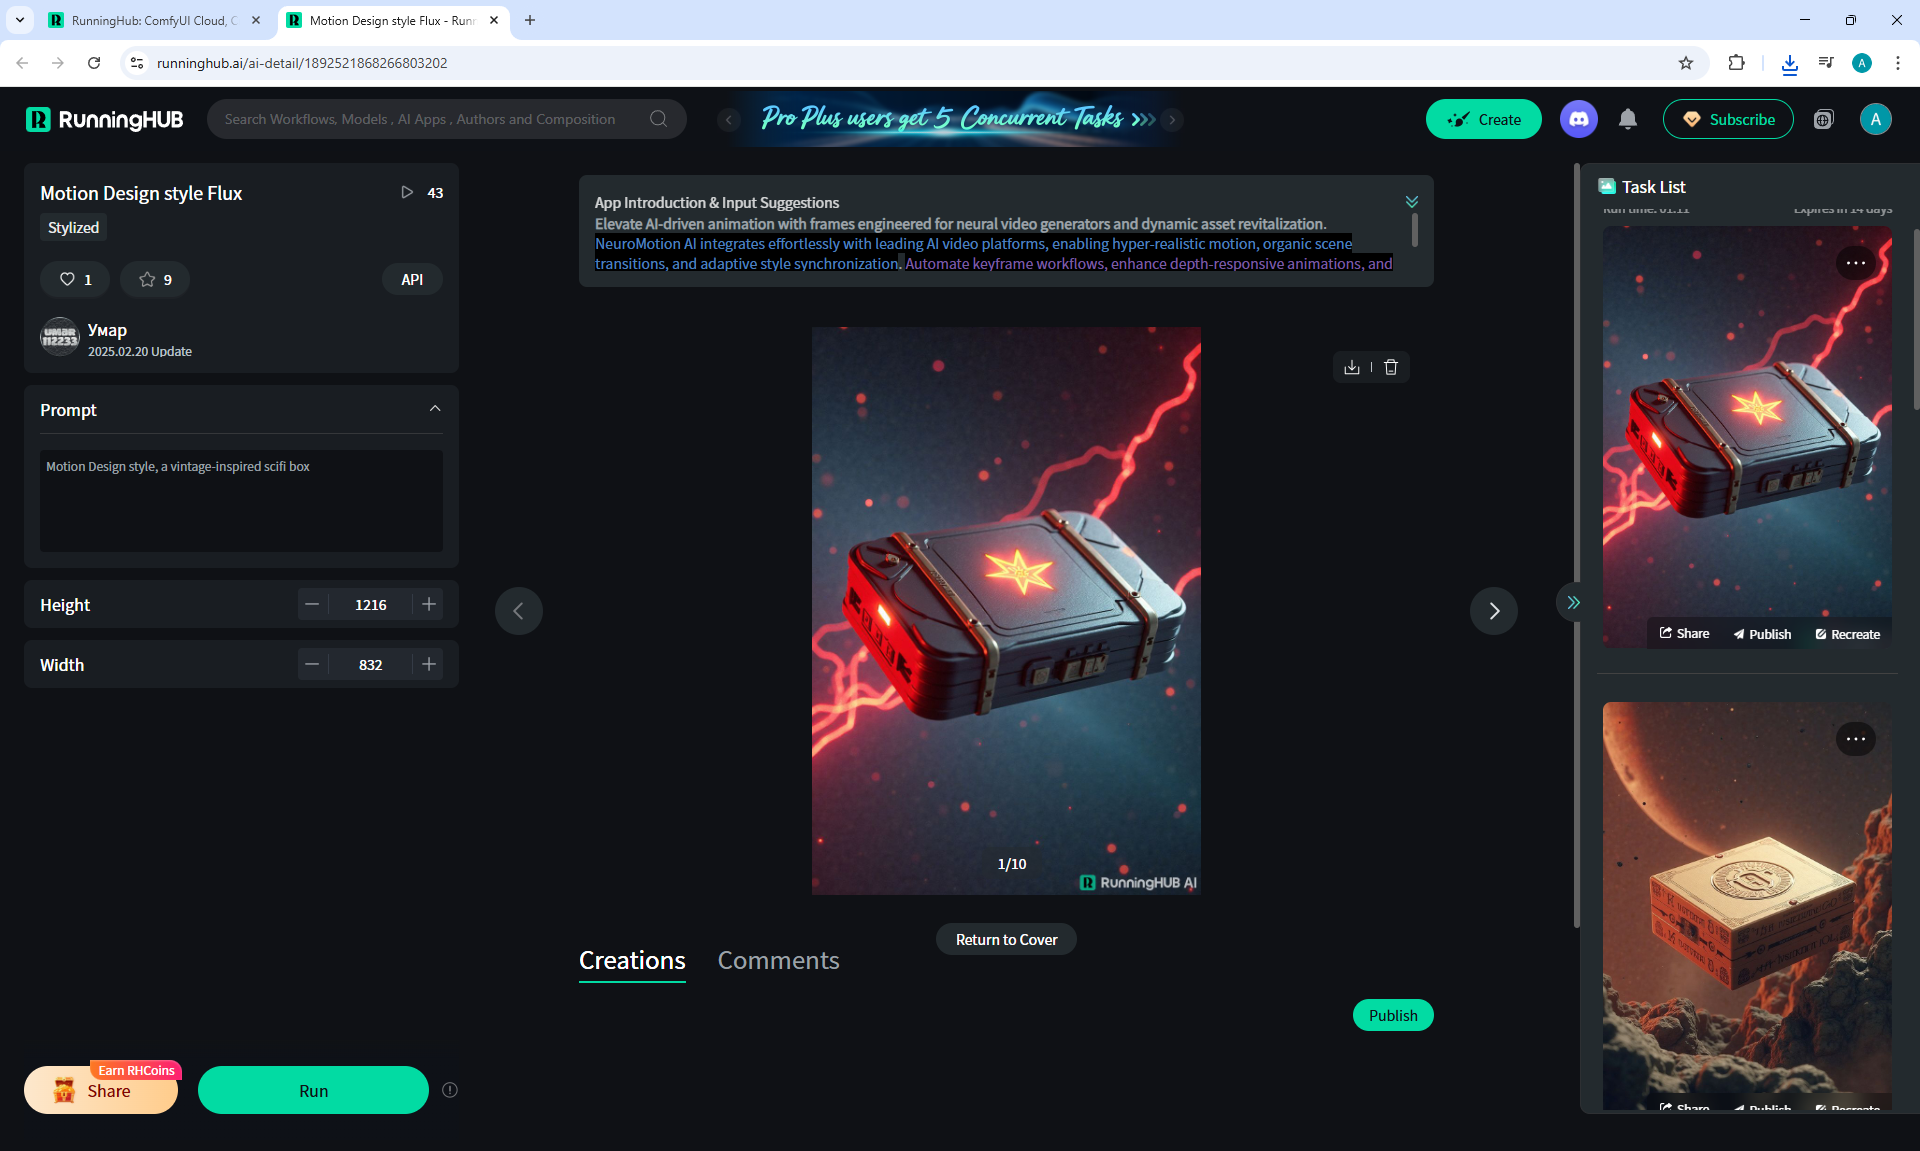 RunningHub: ComfyUI Cloud, C
Motion Design style Flux - Runr
runninghub.ai/ai-detail/1892521868266803202
A
RunningHUB
Search Workflows, Models , AI Apps , Authors and Composition
Pro Plus users get 5 Concurrent Tasks
Create
Subscribe
A
Motion Design style Flux
43
Stylized
1
9
API
UMAR
112233
Умар
2025.02.20 Update
Prompt
Motion Design style, a vintage-inspired scifi box
Height
1216
Width
832
Earn RHCoins
Share
Run
App Introduction & Input Suggestions
Elevate AI-driven animation with frames engineered for neural video generators and dynamic asset revitalization.
NeuroMotion AI integrates effortlessly with leading AI video platforms, enabling hyper-realistic motion, organic scene
transitions, and adaptive style synchronization. Automate keyframe workflows, enhance depth-responsive animations, and
1/10
RunningHUB AI
Return to Cover
Creations
Comments
Publish
Task List
Run time: 01:11
Expires in 14 days
Share
Publish
Recreate
Share
Publish
Recreate